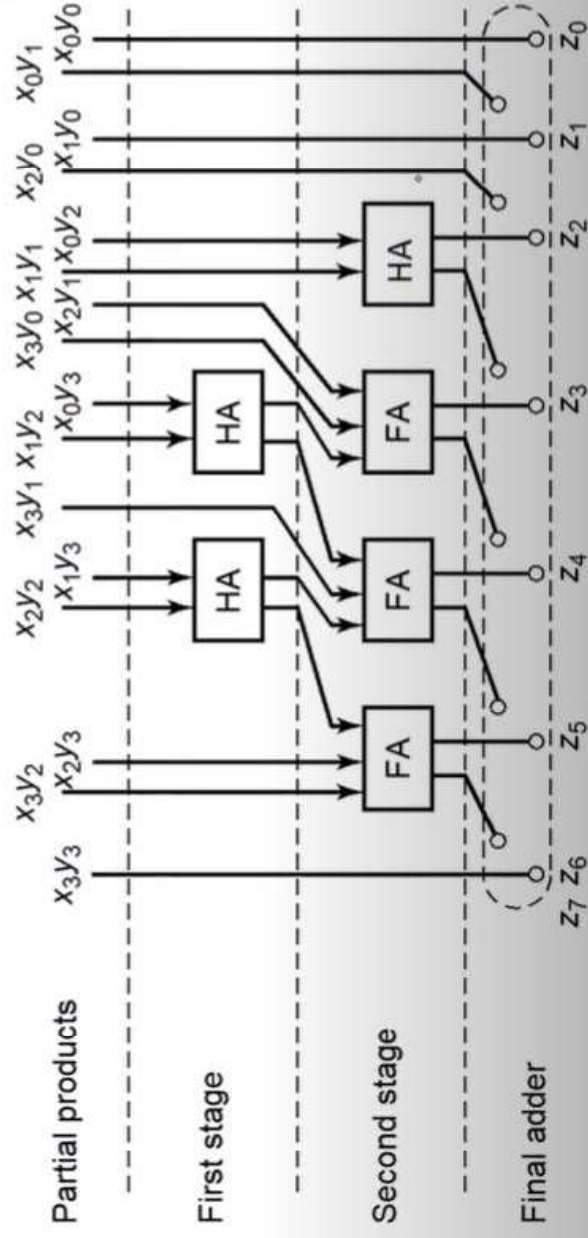 x₃y₂ x₂y₂ x₃y₁ x₁y₂ x₃y₀ x₁y₁ x₂y₀ x₀y₁
Partial products x₃y₃ x₂y₃ x₁y₃ x₀y₃ x₂y₁ x₀y₂ x₁y₀ x₀y₀
First stage HA HA
Second stage FA FA FA HA
Final adder
z₇ z₆ z₅ z₄ z₃ z₂ z₁ z₀